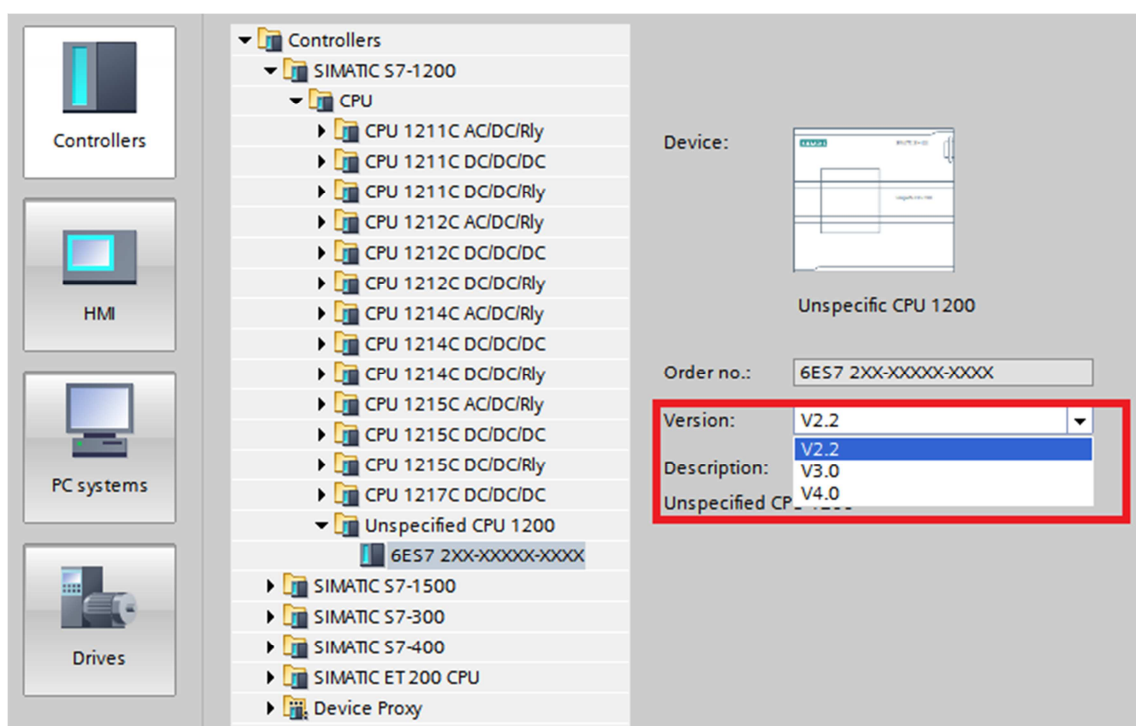 Controllers
HMI
PC systems
Drives
Controllers
SIMATIC S7-1200
CPU
CPU 1211C AC/DC/Rly
CPU 1211C DC/DC/DC
CPU 1211C DC/DC/Rly
CPU 1212C AC/DC/Rly
CPU 1212C DC/DC/DC
CPU 1212C DC/DC/Rly
CPU 1214C AC/DC/Rly
CPU 1214C DC/DC/DC
CPU 1214C DC/DC/Rly
CPU 1215C AC/DC/Rly
CPU 1215C DC/DC/DC
CPU 1215C DC/DC/Rly
CPU 1217C DC/DC/DC
Unspecified CPU 1200
6ES7 2XX-XXXXX-XXXX
SIMATIC S7-1500
SIMATIC S7-300
SIMATIC S7-400
SIMATIC ET 200 CPU
Device Proxy
Device:
Unspecific CPU 1200
Order no.: 6ES7 2XX-XXXXX-XXXX
Version: V2.2
V2.2
Description: V3.0
V4.0
Unspecified